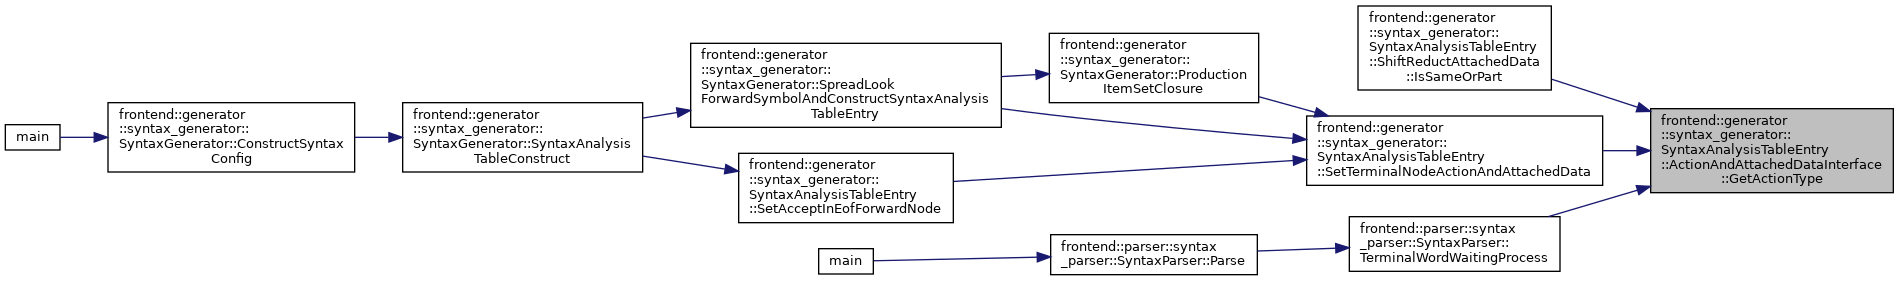 main
frontend::generator
::syntax_generator::
SyntaxGenerator::ConstructSyntax
Config
frontend::generator
::syntax_generator::
SyntaxGenerator::SyntaxAnalysis
TableConstruct
frontend::generator
::syntax_generator::
SyntaxGenerator::SpreadLook
ForwardSymbolAndConstructSyntaxAnalysis
TableEntry
frontend::generator
::syntax_generator::
SyntaxAnalysisTableEntry
::SetAcceptInEofForwardNode
main
frontend::generator
::syntax_generator::
SyntaxGenerator::Production
ItemSetClosure
frontend::parser::syntax
_parser::SyntaxParser::Parse
frontend::generator
::syntax_generator::
SyntaxAnalysisTableEntry
::ShiftReductAttachedData
::IsSameOrPart
frontend::generator
::syntax_generator::
SyntaxAnalysisTableEntry
::SetTerminalNodeActionAndAttachedData
frontend::parser::syntax
_parser::SyntaxParser::
TerminalWordWaitingProcess
frontend::generator
::syntax_generator::
SyntaxAnalysisTableEntry
::ActionAndAttachedDataInterface
::GetActionType